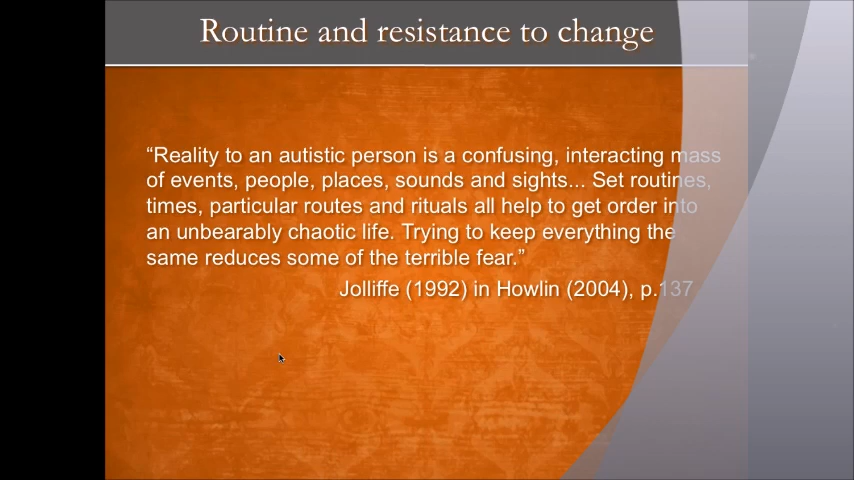 Routine and resistance to change
“Reality to an autistic person is a confusing, interacting mass
of events, people, places, sounds and sights... Set routines,
times, particular routes and rituals all help to get order into
an unbearably chaotic life. Trying to keep everything the
same reduces some of the terrible fear.”
Jolliffe (1992) in Howlin (2004), p.137